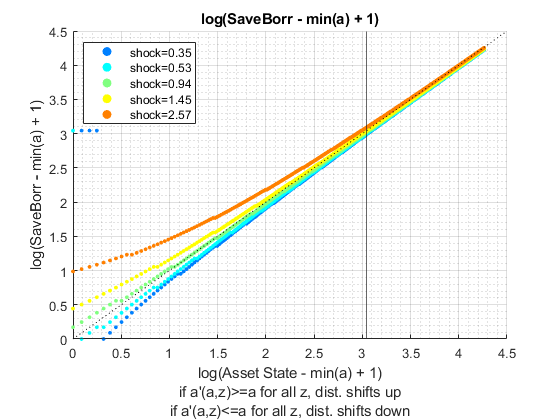 log(SaveBorr - min(a) + 1)
4.5
4
3.5
3
2.5
2
1.5
1
0.5
0
log(SaveBorr - min(a) + 1)
shock=0.35
shock=0.53
shock=0.94
shock=1.45
shock=2.57
0 0.5 1 1.5 2 2.5 3 3.5 4 4.5
log(Asset State - min(a) + 1)
if a'(a,z)>=a for all z, dist. shifts up
if a'(a,z)<=a for all z, dist. shifts down